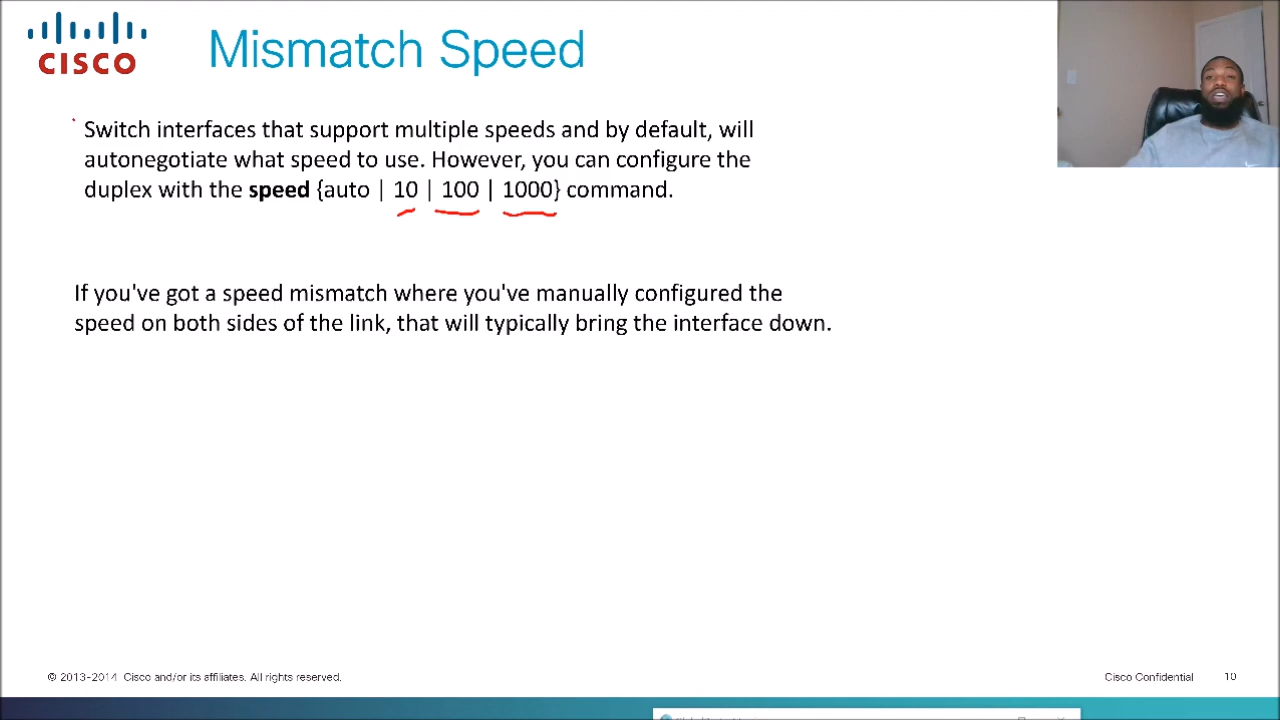 CISCO
Mismatch Speed
Switch interfaces that support multiple speeds and by default, will
autonegotiate what speed to use. However, you can configure the
duplex with the speed {auto | 10 | 100 | 1000} command.
If you've got a speed mismatch where you've manually configured the
speed on both sides of the link, that will typically bring the interface down.
© 2013-2014 Cisco and/or its affiliates. All rights reserved.
Cisco Confidential 10